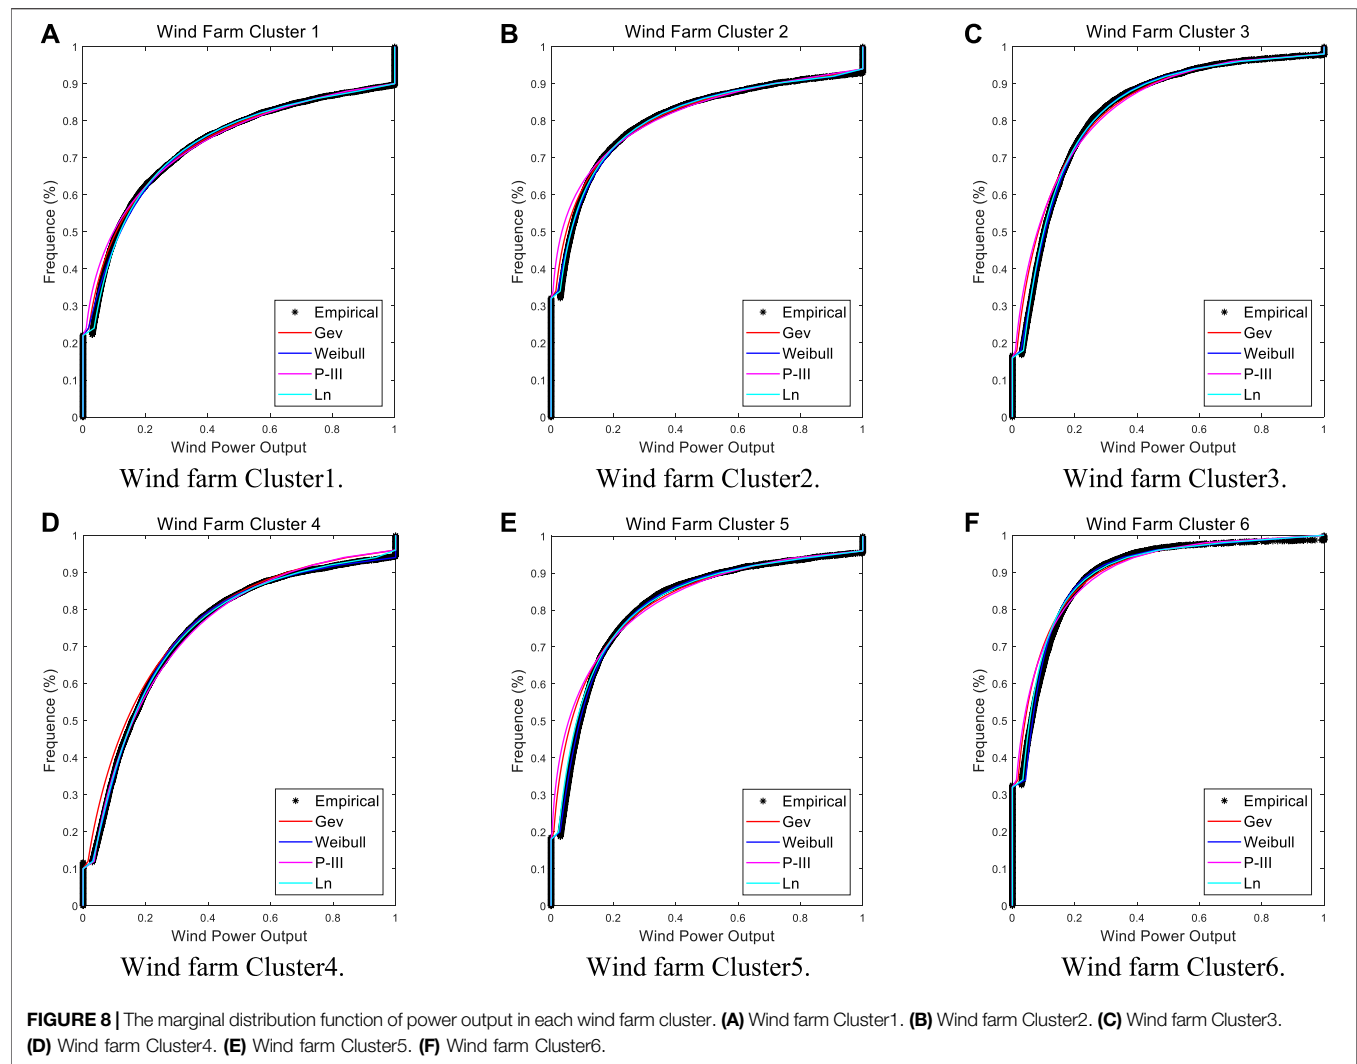 A
Wind Farm Cluster 1
1
0.9
0.8
0.7
0.6
0.5
0.4
0.3
0.2
0.1
0
Frequence (%)
Empirical
Gev
Weibull
P-III
Ln
0 0.2 0.4 0.6 0.8 1
Wind Power Output
Wind farm Cluster1.
B
Wind Farm Cluster 2
1
0.9
0.8
0.7
0.6
0.5
0.4
0.3
0.2
0.1
0
Frequence (%)
Empirical
Gev
Weibull
P-III
Ln
0 0.2 0.4 0.6 0.8 1
Wind Power Output
Wind farm Cluster2.
C
Wind Farm Cluster 3
1
0.9
0.8
0.7
0.6
0.5
0.4
0.3
0.2
0.1
0
Frequence (%)
Empirical
Gev
Weibull
P-III
Ln
0 0.2 0.4 0.6 0.8 1
Wind Power Output
Wind farm Cluster3.
D
Wind Farm Cluster 4
1
0.9
0.8
0.7
0.6
0.5
0.4
0.3
0.2
0.1
0
Frequence (%)
Empirical
Gev
Weibull
P-III
Ln
0 0.2 0.4 0.6 0.8 1
Wind Power Output
Wind farm Cluster4.
E
Wind Farm Cluster 5
1
0.9
0.8
0.7
0.6
0.5
0.4
0.3
0.2
0.1
0
Frequence (%)
Empirical
Gev
Weibull
P-III
Ln
0 0.2 0.4 0.6 0.8 1
Wind Power Output
Wind farm Cluster5.
F
Wind Farm Cluster 6
1
0.9
0.8
0.7
0.6
0.5
0.4
0.3
0.2
0.1
0
Frequence (%)
Empirical
Gev
Weibull
P-III
Ln
0 0.2 0.4 0.6 0.8 1
Wind Power Output
Wind farm Cluster6.
FIGURE 8 | The marginal distribution function of power output in each wind farm cluster. (A) Wind farm Cluster1. (B) Wind farm Cluster2. (C) Wind farm Cluster3.
(D) Wind farm Cluster4. (E) Wind farm Cluster5. (F) Wind farm Cluster6.